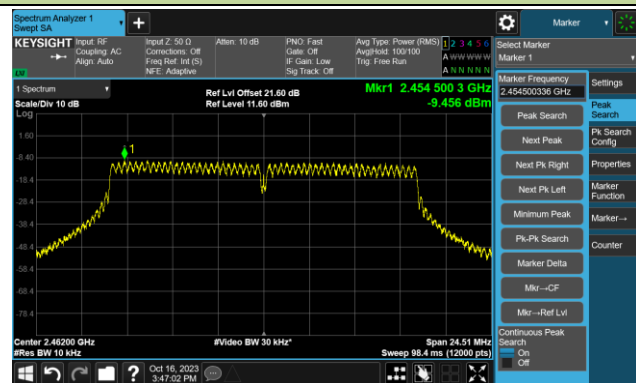 Spectrum Analyzer 1
Swept SA
+
Marker
KEYSIGHT
Input: RF
Coupling: AC
Align: Auto
Input Z: 50 Ω
Corrections: Off
Freq Ref: Int (S)
NFE: Adaptive
Atten: 10 dB
PNO: Fast
Gate: Off
IF Gain: Low
Sig Track: Off
Avg Type: Power (RMS)
Avg|Hold: 100/100
Trig: Free Run
1 2 3 4 5 6
A W W W W W
A N N N N N
Select Marker
Marker 1
LXI
1 Spectrum
Scale/Div 10 dB
Log
Ref Lvl Offset 21.60 dB
Ref Level 11.60 dBm
Mkr1 2.454 500 3 GHz
-9.456 dBm
1.60
-8.40
-18.4
-28.4
-38.4
-48.4
-58.4
-68.4
-78.4
1
Center 2.46200 GHz
#Res BW 10 kHz
#Video BW 30 kHz*
Span 24.51 MHz
Sweep 98.4 ms (12000 pts)
Marker Frequency
2.454500336 GHz
Peak Search
Next Peak
Next Pk Right
Next Pk Left
Minimum Peak
Pk-Pk Search
Marker Delta
Mkr→CF
Mkr→Ref Lvl
Continuous Peak
Search
On
Off
Settings
Peak
Search
Pk Search
Config
Properties
Marker
Function
Marker→
Counter
?
Oct 16, 2023
3:47:02 PM